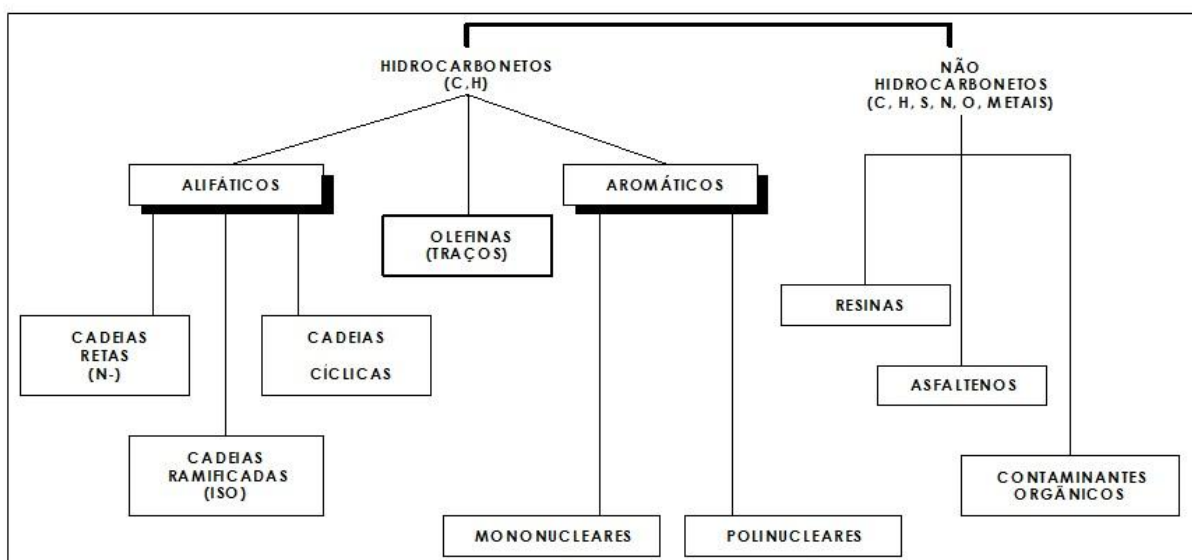 HIDROCARBONETOS
(C,H)
NÃO
HIDROCARBONETOS
(C, H, S, N, O, METAIS)
ALIFÁTICOS
AROMÁTICOS
OLEFINAS
(TRAÇOS)
CADEIAS
RETAS
(N-)
CADEIAS
CÍCLICAS
CADEIAS
RAMIFICADAS
(ISO)
MONONUCLEARES
POLINUCLEARES
RESINAS
ASFALTENOS
CONTAMINANTES
ORGÂNICOS